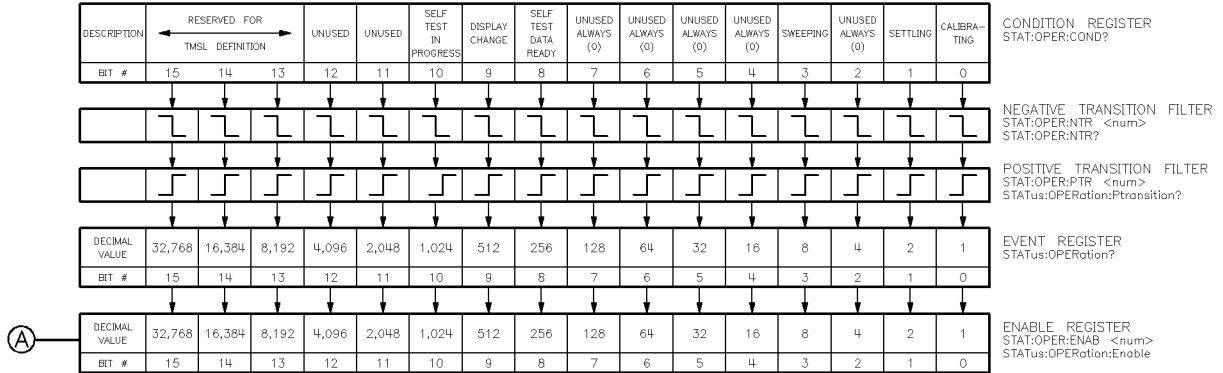 DESCRIPTION RESERVED FOR TMSL DEFINITION UNUSED UNUSED SELF TEST IN PROGRESS DISPLAY CHANGE SELF TEST DATA READY UNUSED ALWAYS (0) UNUSED ALWAYS (0) UNUSED ALWAYS (0) UNUSED ALWAYS (0) SWEEPING UNUSED ALWAYS (0) SETTLING CALIBRA- TING
CONDITION REGISTER
STAT:OPER:COND?
BIT # 15 14 13 12 11 10 9 8 7 6 5 4 3 2 1 0
NEGATIVE TRANSITION FILTER
STAT:OPER:NTR <num>
STAT:OPER:NTR?
POSITIVE TRANSITION FILTER
STAT:OPER:PTR <num>
STATus:OPERation:Ptransition?
DECIMAL VALUE 32,768 16,384 8,192 4,096 2,048 1,024 512 256 128 64 32 16 8 4 2 1
EVENT REGISTER
STATus:OPERation?
BIT # 15 14 13 12 11 10 9 8 7 6 5 4 3 2 1 0
A
DECIMAL VALUE 32,768 16,384 8,192 4,096 2,048 1,024 512 256 128 64 32 16 8 4 2 1
ENABLE REGISTER
STAT:OPER:ENAB <num>
STATus:OPERation:Enable
BIT # 15 14 13 12 11 10 9 8 7 6 5 4 3 2 1 0